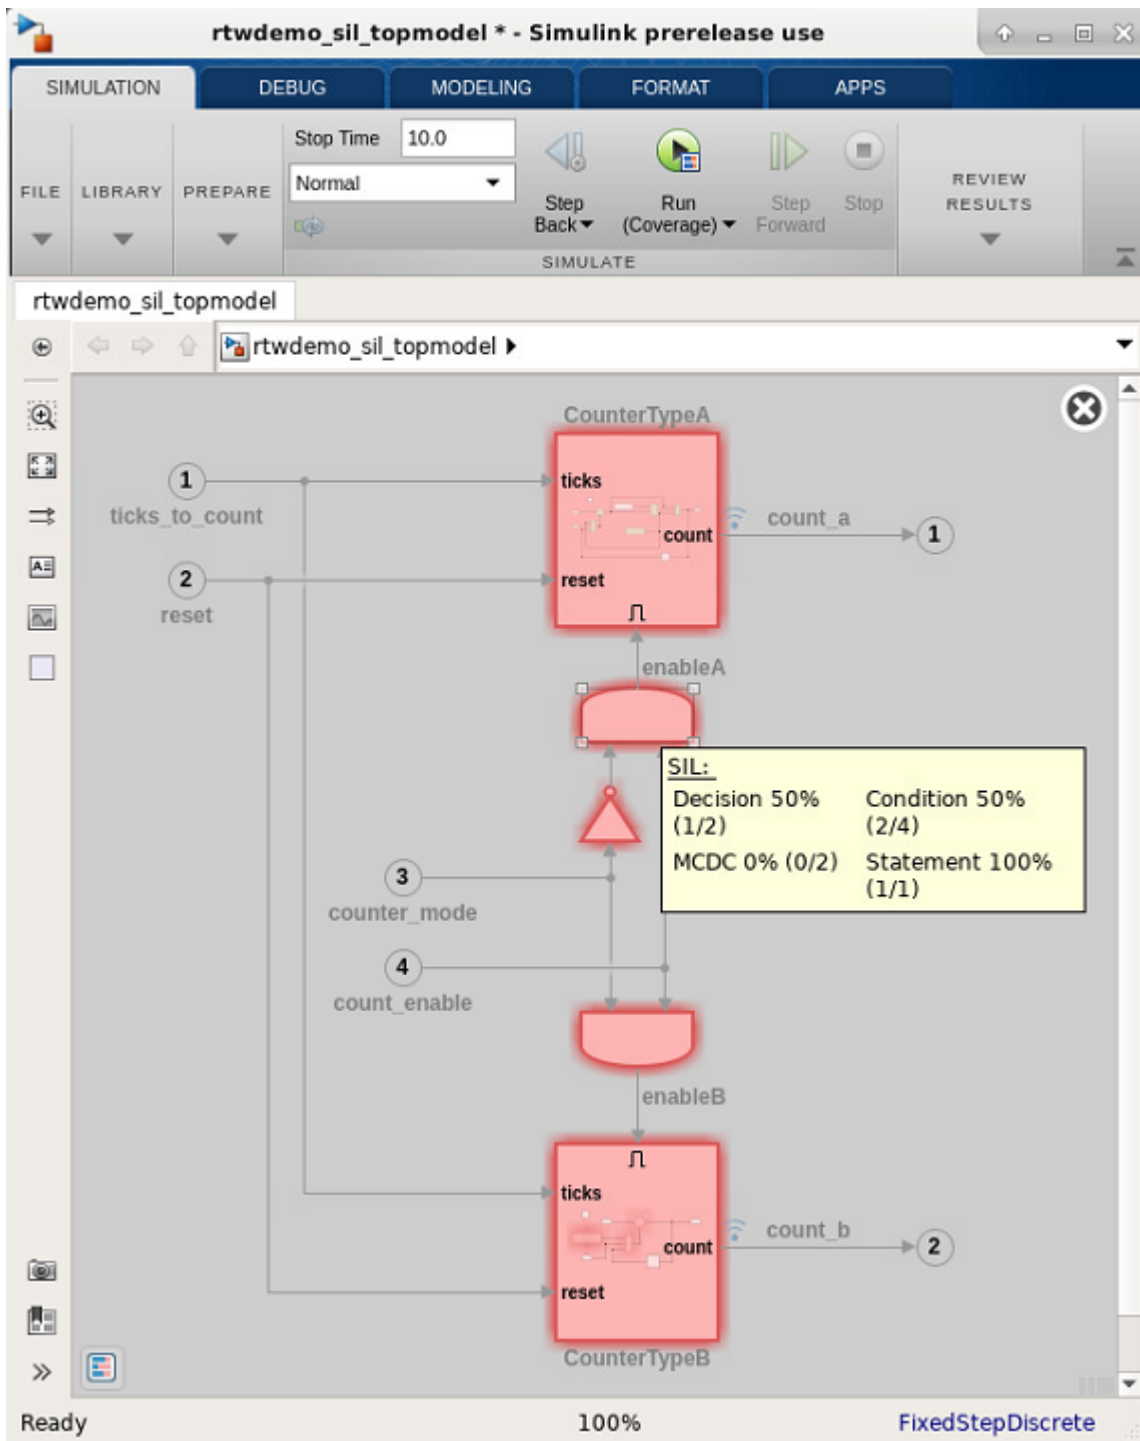 rtwdemo_sil_topmodel * - Simulink prerelease use
SIMULATION DEBUG MODELING FORMAT APPS
FILE
LIBRARY
PREPARE
Stop Time 10.0
Normal
Step
Back
Run
(Coverage)
Step
Forward
Stop
SIMULATE
REVIEW
RESULTS
rtwdemo_sil_topmodel
rtwdemo_sil_topmodel
CounterTypeA
1
ticks_to_count
ticks
count
reset
count_a
1
2
reset
enableA
SIL:
Decision 50%
(1/2)
Condition 50%
(2/4)
MCDC 0% (0/2)
Statement 100%
(1/1)
3
counter_mode
4
count_enable
enableB
ticks
count
reset
count_b
2
CounterTypeB
Ready
100%
FixedStepDiscrete